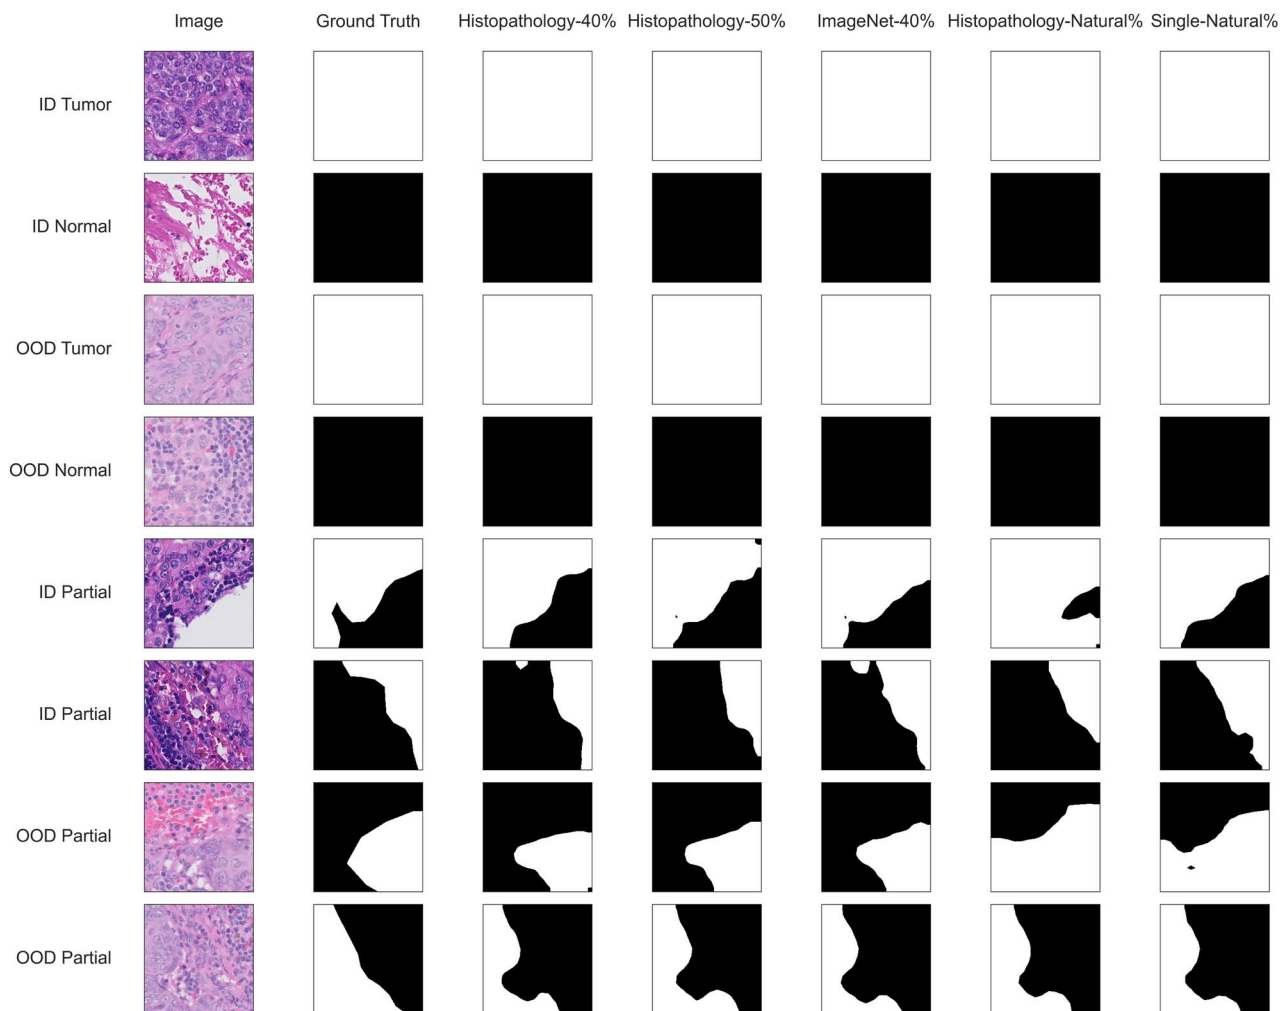 Image Ground Truth Histopathology-40% Histopathology-50% ImageNet-40% Histopathology-Natural% Single-Natural%
ID Tumor
ID Normal
OOD Tumor
OOD Normal
ID Partial
ID Partial
OOD Partial
OOD Partial